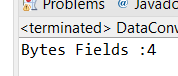 Problems @ Javado
<terminated> DataConv
Bytes Fields :4